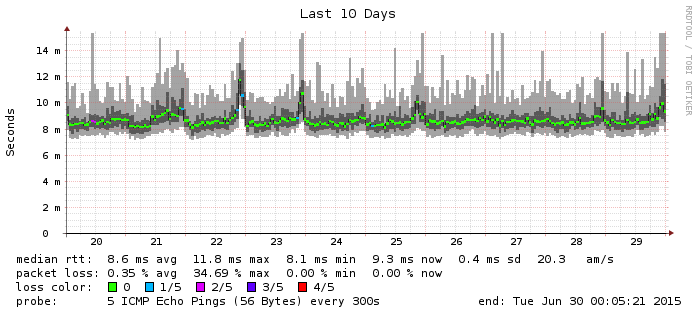 Last 10 Days
RRDTOOL / TOBI OETIKER
Seconds
14 m
12 m
10 m
8 m
6 m
4 m
2 m
0
20 21 22 23 24 25 26 27 28 29
median rtt: 8.6 ms avg 11.8 ms max 8.1 ms min 9.3 ms now 0.4 ms sd 20.3 am/s
packet loss: 0.35 % avg 34.69 % max 0.00 % min 0.00 % now
loss color: 0 1/5 2/5 3/5 4/5
probe: 5 ICMP Echo Pings (56 Bytes) every 300s end: Tue Jun 30 00:05:21 2015